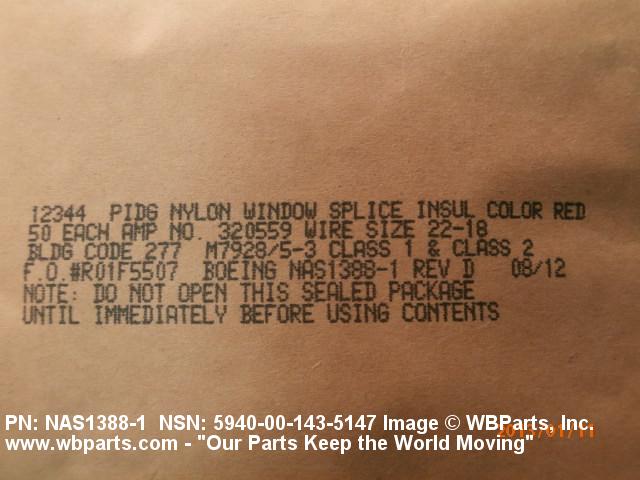 12344 PIDG NYLON WINDOW SPLICE INSUL COLOR RED
50 EACH AMP NO. 320559 WIRE SIZE 22-18
BLDG CODE 277 M7928/5-3 CLASS 1 & CLASS 2
F.O.#R01F5507 BOEING NAS1388-1 REV D 08/12
NOTE: DO NOT OPEN THIS SEALED PACKAGE
UNTIL IMMEDIATELY BEFORE USING CONTENTS
PN: NAS1388-1 NSN: 5940-00-143-5147 Image © WBParts, Inc.
2013/01/11
www.wbparts.com - "Our Parts Keep the World Moving"